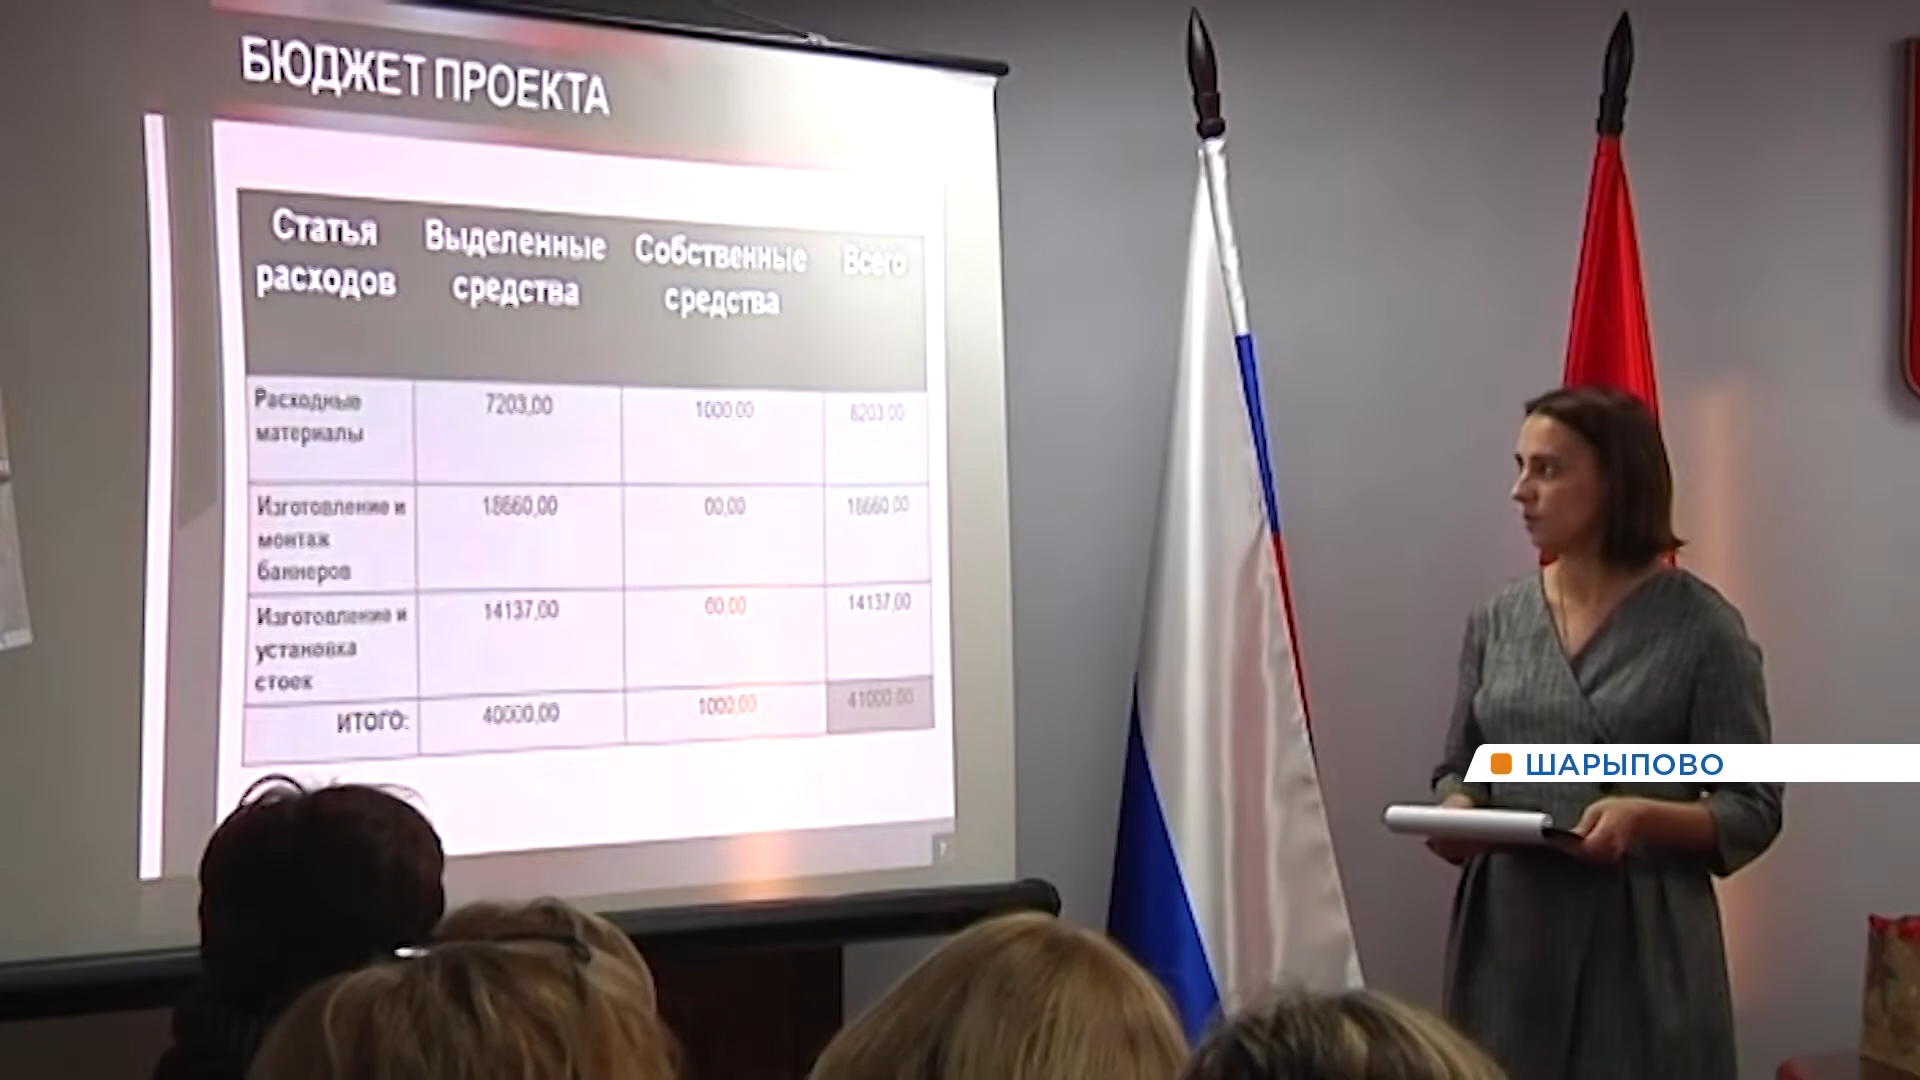 БЮДЖЕТ ПРОЕКТА
Статья расходов Выделенные средства Собственные средства Всего
Расходные материалы 7203,00 1000,00 8203,00
Изготовление и монтаж баннеров 18660,00 00,00 18660,00
Изготовление и установка стоек 14137,00 00,00 14137,00
ИТОГО: 40000,00 1000,00 41000,00
7
ШАРЫПОВО